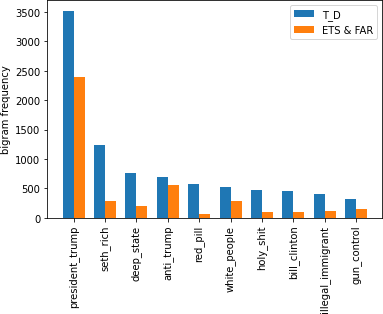 3500
3000
2500
2000
1500
1000
500
0
bigram frequency
T_D
ETS & FAR
president_trump
seth_rich
deep_state
anti_trump
red_pill
white_people
holy_shit
bill_clinton
illegal_immigrant
gun_control